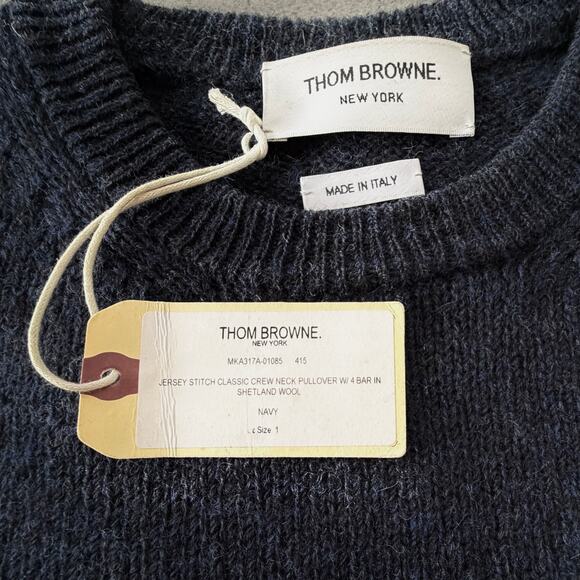 THOM BROWNE.
NEW YORK
MADE IN ITALY
THOM BROWNE.
NEW YORK
MKA317A-01085 415
JERSEY STITCH CLASSIC CREW NECK PULLOVER W/ 4 BAR IN
SHETLAND WOOL
NAVY
Size 1